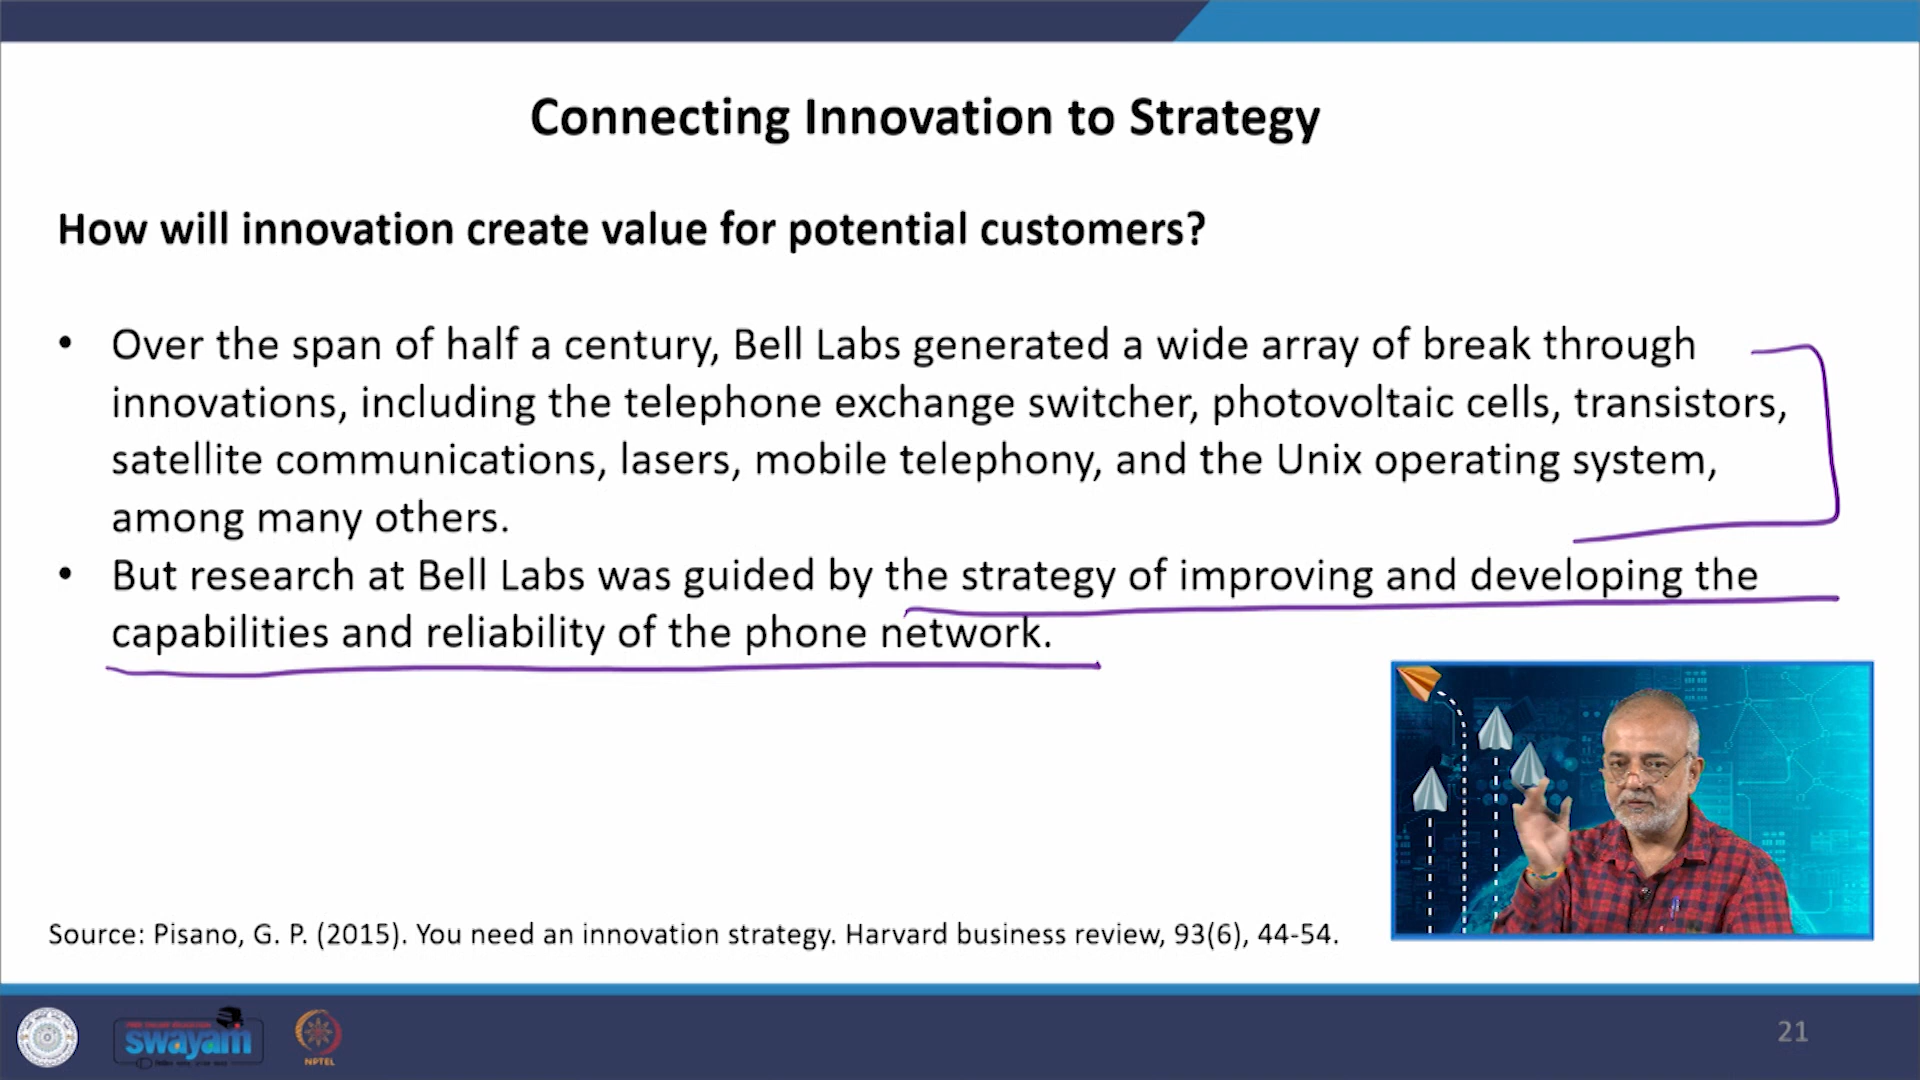 Connecting Innovation to Strategy
How will innovation create value for potential customers?
• Over the span of half a century, Bell Labs generated a wide array of break through
innovations, including the telephone exchange switcher, photovoltaic cells, transistors,
satellite communications, lasers, mobile telephony, and the Unix operating system,
among many others.
• But research at Bell Labs was guided by the strategy of improving and developing the
capabilities and reliability of the phone network.
Source: Pisano, G. P. (2015). You need an innovation strategy. Harvard business review, 93(6), 44-54.
swayam
NPTEL
21